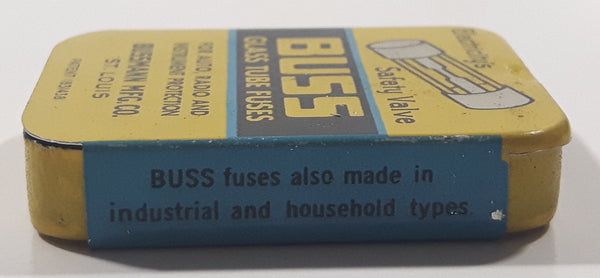 Electricity's
Safety Valve
BUSS
GLASS TUBE FUSES
FOR AUTO RADIO AND
INSTRUMENT PROTECTION
BUSSMANN MFG. CO.
ST. LOUIS
BUSS fuses also made in
industrial and household types